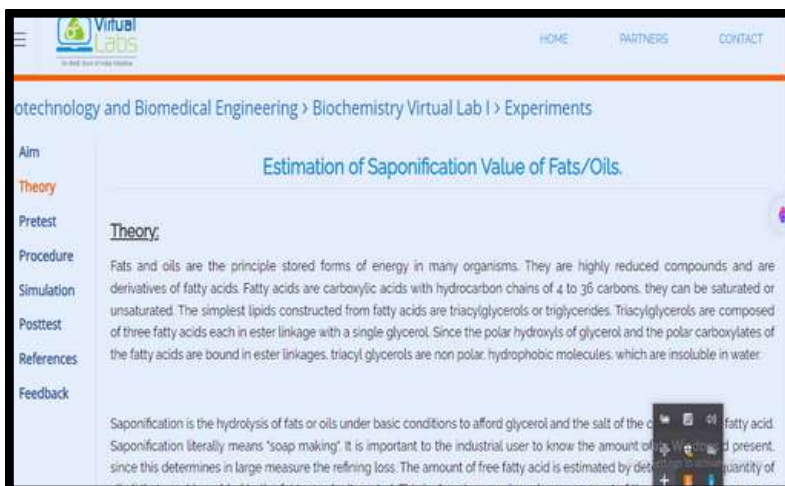 Virtual
Labs
HOME PARTNERS CONTACT
otechnology and Biomedical Engineering > Biochemistry Virtual Lab I > Experiments
Aim
Theory
Pretest
Procedure
Simulation
Posttest
References
Feedback
Estimation of Saponification Value of Fats/Oils.
Theory:
Fats and oils are the principle stored forms of energy in many organisms. They are highly reduced compounds and are
derivatives of fatty acids. Fatty acids are carboxylic acids with hydrocarbon chains of 4 to 36 carbons. they can be saturated or
unsaturated. The simplest lipids constructed from fatty acids are triacylglycerols or triglycerides. Triacylglycerols are composed
of three fatty acids each in ester linkage with a single glycerol. Since the polar hydroxyls of glycerol and the polar carboxylates of
the fatty acids are bound in ester linkages. triacyl glycerols are non polar. hydrophobic molecules. which are insoluble in water.
Saponification is the hydrolysis of fats or oils under basic conditions to afford glycerol and the salt of the fatty acid.
Saponification literally means "soap making". It is important to the industrial user to know the amount of present.
since this determines in large measure the refining loss. The amount of free fatty acid is estimated by quantity of